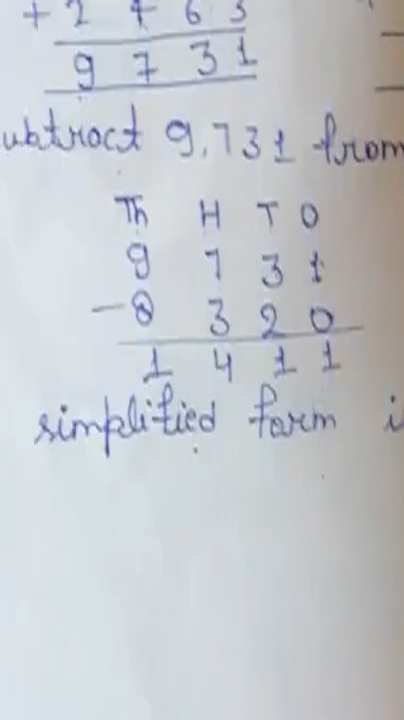 + 2 4 6 3
9 7 3 1
ubtract 9,731 from
Th H T O
9 7 3 1
- 8 3 2 0
1 4 1 1
simplified form i